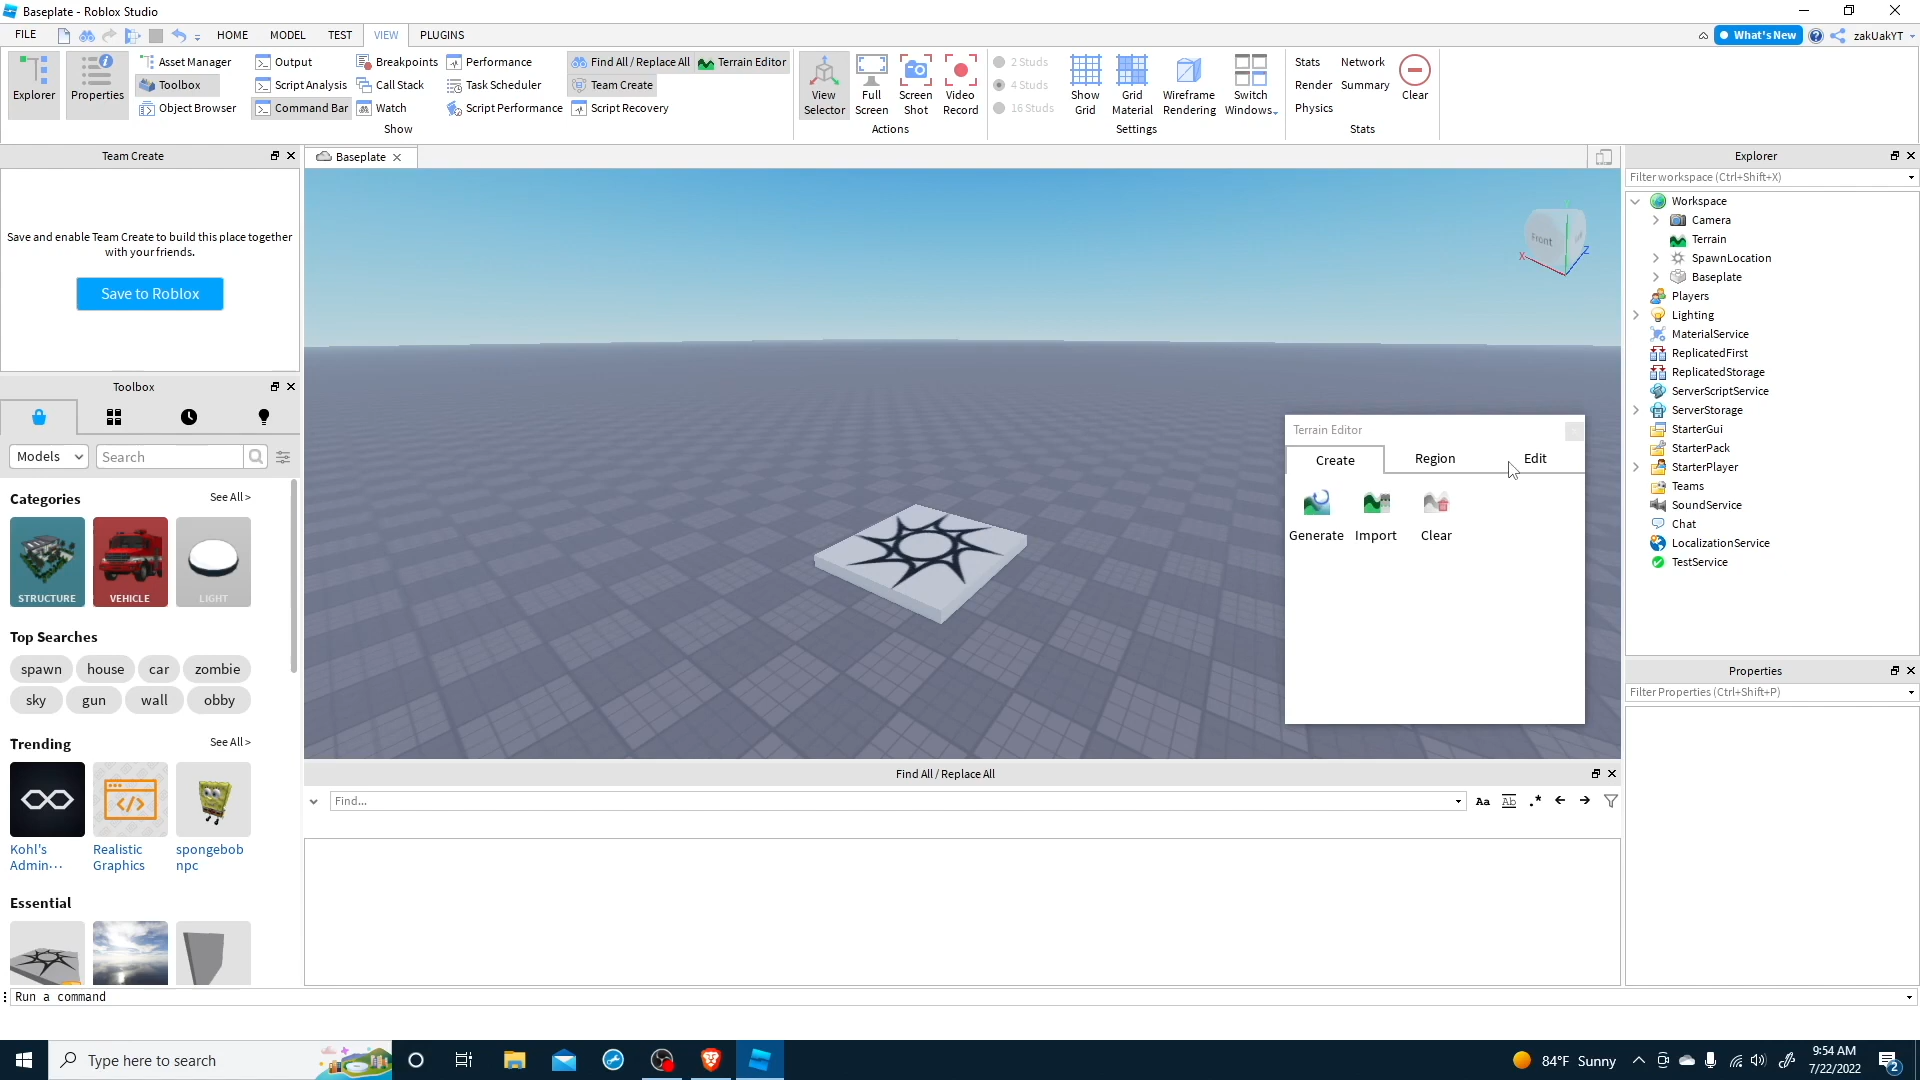 Baseplate - Roblox Studio
FILE HOME MODEL TEST VIEW PLUGINS What's New zakUakYT
Explorer
Properties
Asset Manager
Toolbox
Object Browser
Output
Script Analysis
Command Bar
Breakpoints
Call Stack
Watch
Performance
Task Scheduler
Script Performance
Find All / Replace All
Team Create
Script Recovery
Terrain Editor
Show
View
Selector
Full
Screen
Screen
Shot
Video
Record
Actions
2 Studs
4 Studs
16 Studs
Show
Grid
Grid
Material
Wireframe
Rendering
Switch
Windows
Settings
Stats Network
Render Summary
Physics
Clear
Stats
Team Create
Save and enable Team Create to build this place together
with your friends.
Save to Roblox
Toolbox
Models Search
Categories See All >
STRUCTURE VEHICLE LIGHT
Top Searches
spawn house car zombie
sky gun wall obby
Trending See All >
Kohl's
Admin...
Realistic
Graphics
spongebob
npc
Essential
Baseplate
Front
X
Z
Terrain Editor
Create Region Edit
Generate Import Clear
Find All / Replace All
Find...
Aa Ab .*
Run a command
Explorer
Filter workspace (Ctrl+Shift+X)
Workspace
Camera
Terrain
SpawnLocation
Baseplate
Players
Lighting
MaterialService
ReplicatedFirst
ReplicatedStorage
ServerScriptService
ServerStorage
StarterGui
StarterPack
StarterPlayer
Teams
SoundService
Chat
LocalizationService
TestService
Properties
Filter Properties (Ctrl+Shift+P)
Type here to search
84°F Sunny
9:54 AM
7/22/2022
2